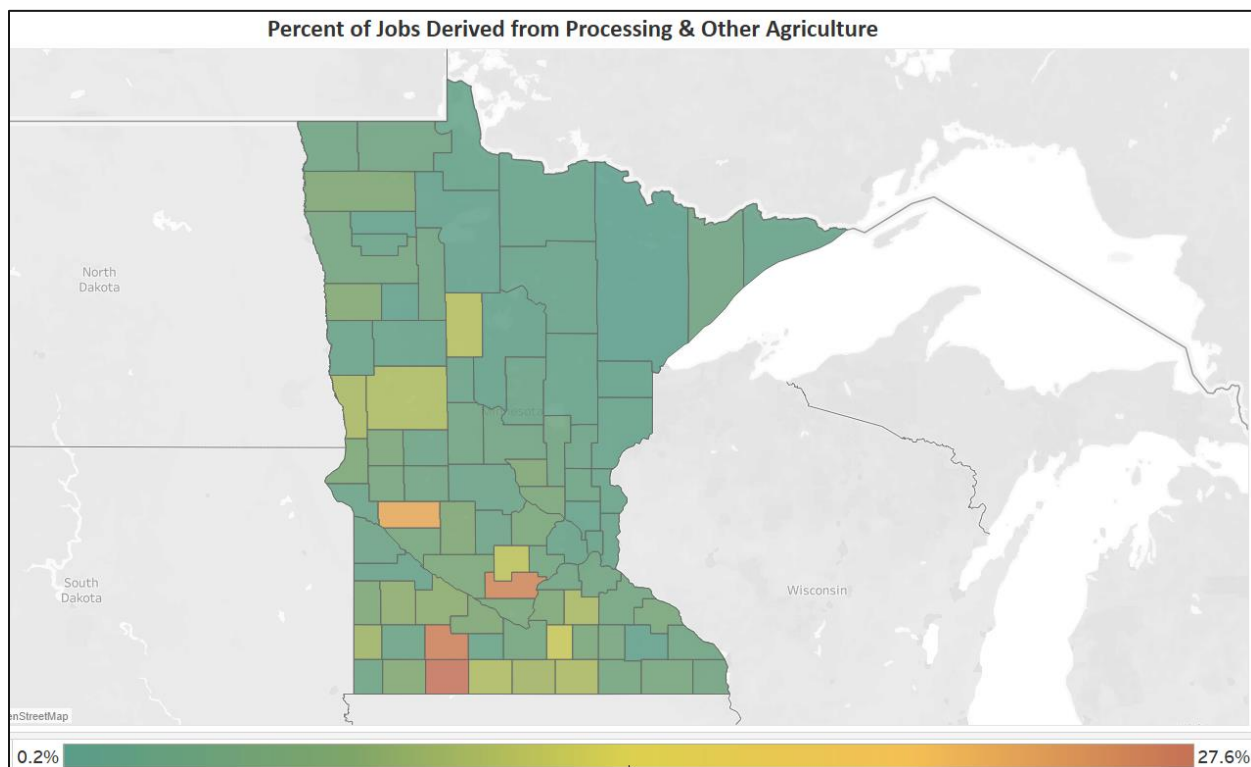 Percent of Jobs Derived from Processing & Other Agriculture
North
Dakota
South
Dakota
Wisconsin
enStreetMap
0.2%
27.6%